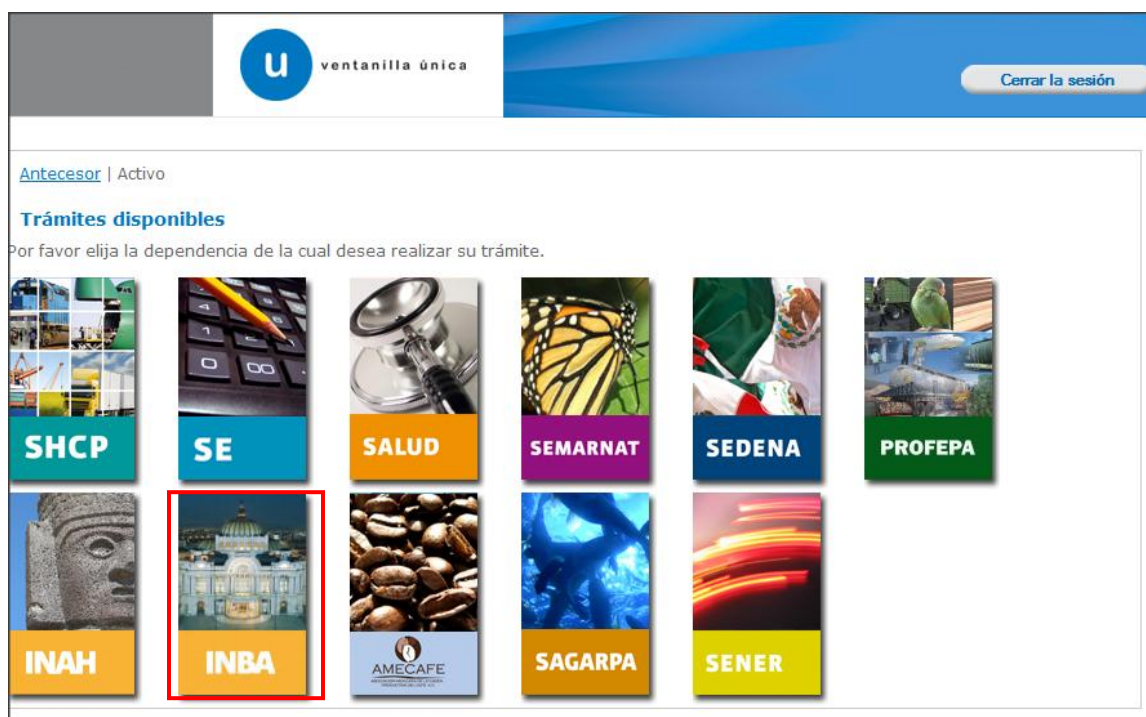 u ventanilla única
Cerrar la sesión
Antecesor | Activo
Trámites disponibles
Por favor elija la dependencia de la cual desea realizar su trámite.
SHCP SE SALUD SEMARNAT SEDENA PROFEPA
INAH INBA AMECAFE SAGARPA SENER